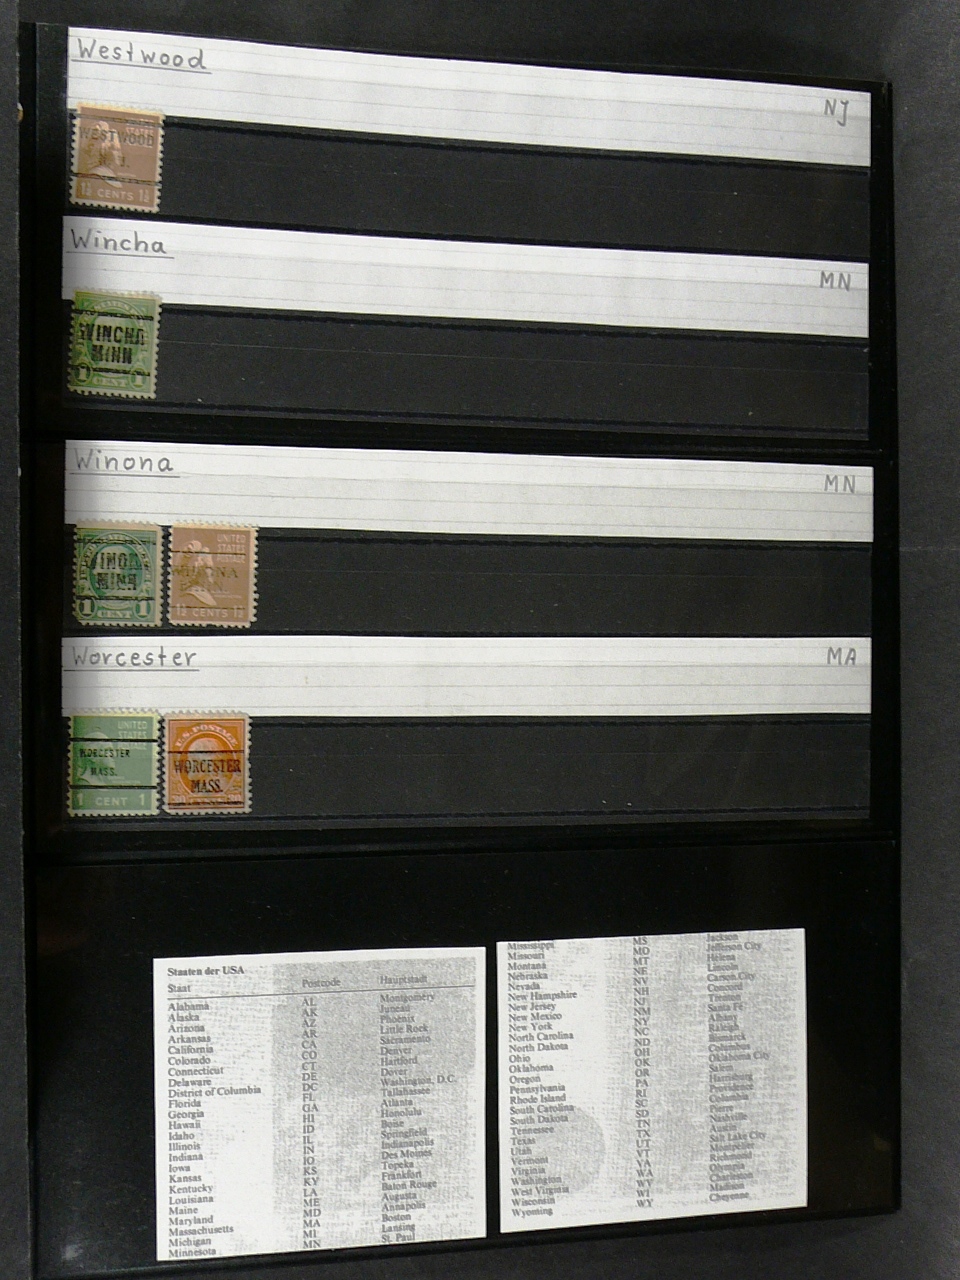 Westwood
NJ
WESTWOOD
N. J.
1½ CENTS 1½
Wincha
MN
WINCHA
MINN
1 CENT 1
Winona
MN
WINO
MINN
1 CENT 1
UNITED
STATES
WINONA
MINN.
1½ CENTS 1½
Worcester
MA
UNITED
STATES
WORCESTER
MASS.
1 CENT 1
U.S. POSTAGE
WORCESTER
MASS.
Staaten der USA
Staat Postcode Hauptstadt
Alabama AL Montgomery
Alaska AK Juneau
Arizona AZ Phoenix
Arkansas AR Little Rock
California CA Sacramento
Colorado CO Denver
Connecticut CT Hartford
Delaware DE Dover
District of Columbia DC Washington, D.C.
Florida FL Tallahassee
Georgia GA Atlanta
Hawaii HI Honolulu
Idaho ID Boise
Illinois IL Springfield
Indiana IN Indianapolis
Iowa IO Des Moines
Kansas KS Topeka
Kentucky KY Frankfort
Louisiana LA Baton Rouge
Maine ME Augusta
Maryland MD Annapolis
Massachusetts MA Boston
Michigan MI Lansing
Minnesota MN St. Paul
Mississippi MS Jackson
Missouri MO Jefferson City
Montana MT Helena
Nebraska NE Lincoln
Nevada NV Carson City
New Hampshire NH Concord
New Jersey NJ Trenton
New Mexico NM Santa Fé
New York NY Albany
North Carolina NC Raleigh
North Dakota ND Bismarck
Ohio OH Columbus
Oklahoma OK Oklahoma City
Oregon OR Salem
Pennsylvania PA Harrisburg
Rhode Island RI Providence
South Carolina SC Columbia
South Dakota SD Pierre
Tennessee TN Nashville
Texas TX Austin
Utah UT Salt Lake City
Vermont VT Montpelier
Virginia VA Richmond
Washington WA Olympia
West Virginia WV Charleston
Wisconsin WI Madison
Wyoming WY Cheyenne